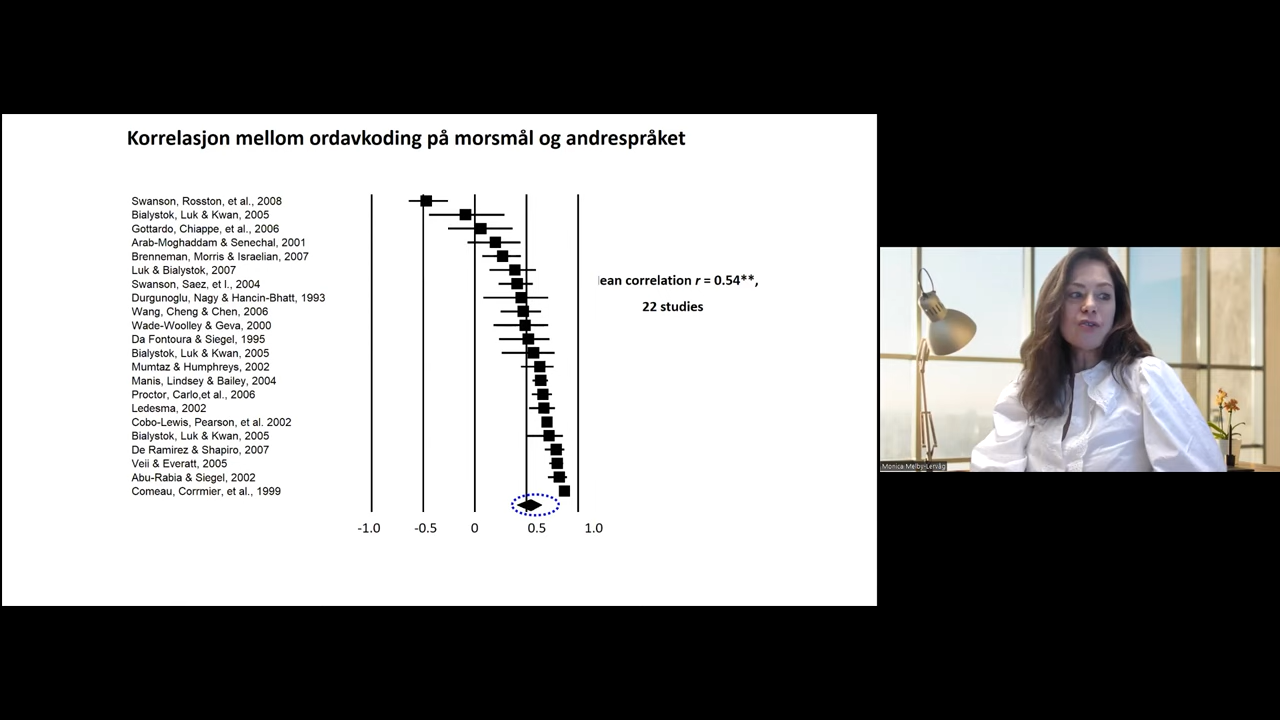 Korrelasjon mellom ordavkoding på morsmål og andrespråket
Swanson, Rosston, et al., 2008
Bialystok, Luk & Kwan, 2005
Gottardo, Chiappe, et al., 2006
Arab-Moghaddam & Senechal, 2001
Brenneman, Morris & Israelian, 2007
Luk & Bialystok, 2007
Swanson, Saez, et l., 2004
Durgunoglu, Nagy & Hancin-Bhatt, 1993
Wang, Cheng & Chen, 2006
Wade-Woolley & Geva, 2000
Da Fontoura & Siegel, 1995
Bialystok, Luk & Kwan, 2005
Mumtaz & Humphreys, 2002
Manis, Lindsey & Bailey, 2004
Proctor, Carlo,et al., 2006
Ledesma, 2002
Cobo-Lewis, Pearson, et al. 2002
Bialystok, Luk & Kwan, 2005
De Ramirez & Shapiro, 2007
Veii & Everatt, 2005
Abu-Rabia & Siegel, 2002
Comeau, Corrmier, et al., 1999
-1.0 -0.5 0 0.5 1.0
ean correlation r = 0.54**,
22 studies
Monica Melby-Lervåg